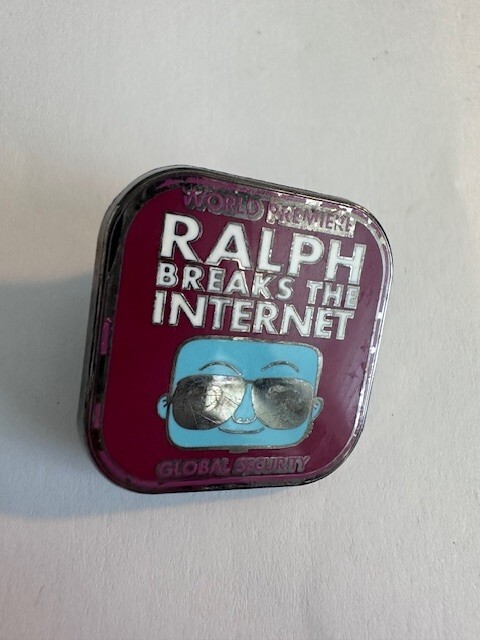 WORLD PREMIERE
RALPH
BREAKS THE
INTERNET
GLOBAL SECURITY